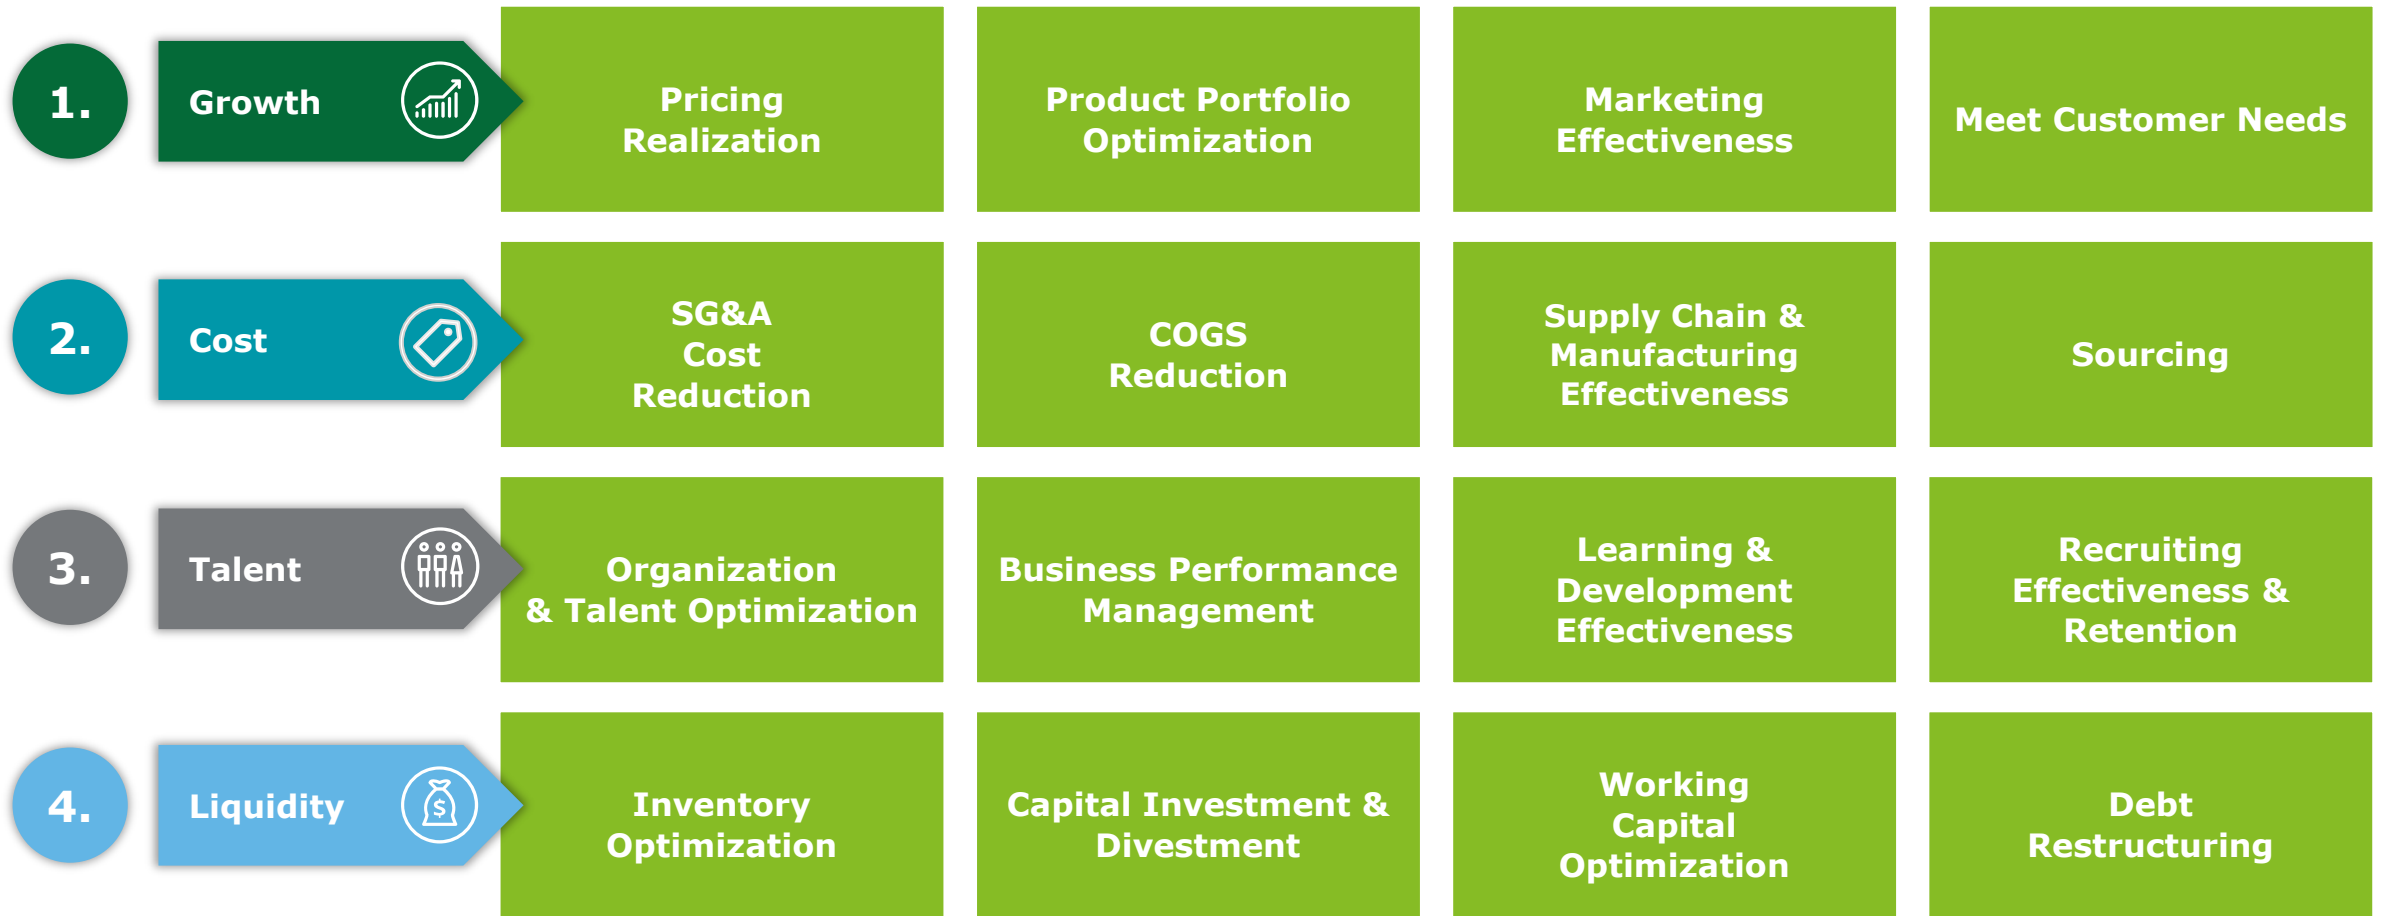 1.
Growth
Pricing
Realization
Product Portfolio
Optimization
Marketing
Effectiveness
Meet Customer Needs
2.
Cost
SG&A
Cost
Reduction
COGS
Reduction
Supply Chain &
Manufacturing
Effectiveness
Sourcing
3.
Talent
Organization
& Talent Optimization
Business Performance
Management
Learning &
Development
Effectiveness
Recruiting
Effectiveness &
Retention
4.
Liquidity
$
Inventory
Optimization
Capital Investment &
Divestment
Working
Capital
Optimization
Debt
Restructuring